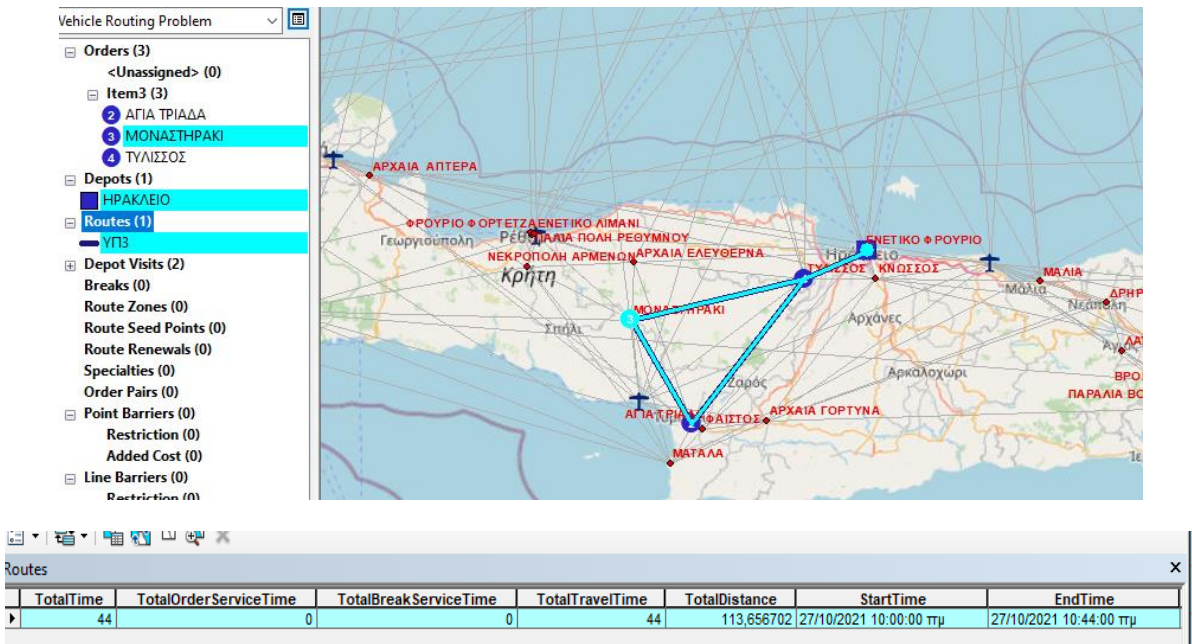 Vehicle Routing Problem
Orders (3)
<Unassigned> (0)
Item3 (3)
2 ΑΓΙΑ ΤΡΙΑΔΑ
3 ΜΟΝΑΣΤΗΡΑΚΙ
4 ΤΥΛΙΣΣΟΣ
Depots (1)
ΗΡΑΚΛΕΙΟ
Routes (1)
ΥΠ3
Depot Visits (2)
Breaks (0)
Route Zones (0)
Route Seed Points (0)
Route Renewals (0)
Specialties (0)
Order Pairs (0)
Point Barriers (0)
Restriction (0)
Added Cost (0)
Line Barriers (0)
Restriction (0)
ΑΡΧΑΙΑ ΑΠΤΕΡΑ
ΦΡΟΥΡΙΟ ΦΟΡΤΕΤΖΑ
ΕΝΕΤΙΚΟ ΛΙΜΑΝΙ
Γεωργιούπολη
ΠΑΛΙΑ ΠΟΛΗ ΡΕΘΥΜΝΟΥ
ΝΕΚΡΟΠΟΛΗ ΑΡΜΕΝΩΝ
ΑΡΧΑΙΑ ΕΛΕΥΘΕΡΝΑ
Κρήτη
ΕΝΕΤΙΚΟ ΦΡΟΥΡΙΟ
ΤΥΛΙΣΣΟΣ
ΚΝΩΣΣΟΣ
ΜΑΛΙΑ
Μάλια
Νεάπολη
ΜΟΝΑΣΤΗΡΑΚΙ
3
Σπήλι
Αρχάνες
Ζαρός
Αρκαλοχώρι
ΠΑΡΑΛΙΑ
ΑΓΙΑ
ΦΑΙΣΤΟΣ
ΑΡΧΑΙΑ ΓΟΡΤΥΝΑ
ΜΑΤΑΛΑ
Routes
TotalTime TotalOrderServiceTime TotalBreakServiceTime TotalTravelTime TotalDistance StartTime EndTime
44 0 0 44 113,656702 27/10/2021 10:00:00 πμ 27/10/2021 10:44:00 πμ